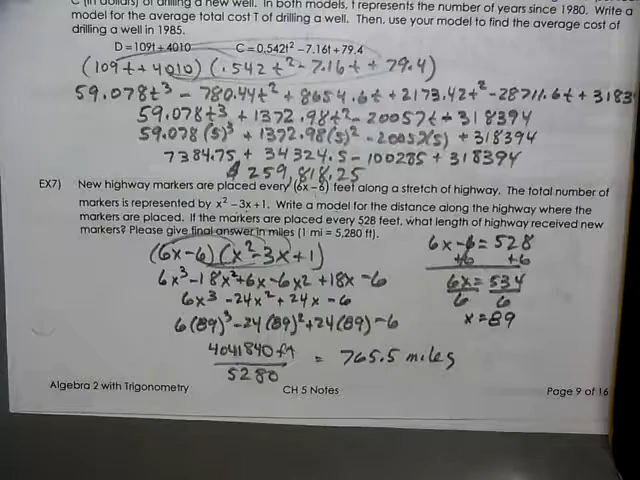 C (in dollars) of drilling a new well. In both models, t represents the number of years since 1980. Write a
model for the average total cost T of drilling a well. Then, use your model to find the average cost of
drilling a well in 1985.
D = 109t + 4010 C = 0.542t² – 7.16t + 79.4
(109t + 4010)(.542t² - 7.16t + 79.4)
59.078t³ - 780.44t² + 8654.6t + 2173.42t² - 28711.6t + 3183
59.078t³ + 1372.98t² - 20057t + 318394
59.078(5)³ + 1372.98(5)² - 20057(5) + 318394
7384.75 + 34324.5 - 100285 + 318394
259,818.25
EX7) New highway markers are placed every (6x – 6) feet along a stretch of highway. The total number of
markers is represented by x² – 3x + 1. Write a model for the distance along the highway where the
markers are placed. If the markers are placed every 528 feet, what length of highway received new
markers? Please give final answer in miles (1 mi = 5,280 ft).
(6x-6)(x²-3x+1)
6x³-18x²+6x-6x2+18x-6
6x³-24x²+24x-6
6(89)³-24(89)²+24(89)-6
4041840 ft = 765.5 miles
5280
6x-6=528
+6 +6
6x = 534
6 6
x=89
Algebra 2 with Trigonometry CH 5 Notes Page 9 of 16